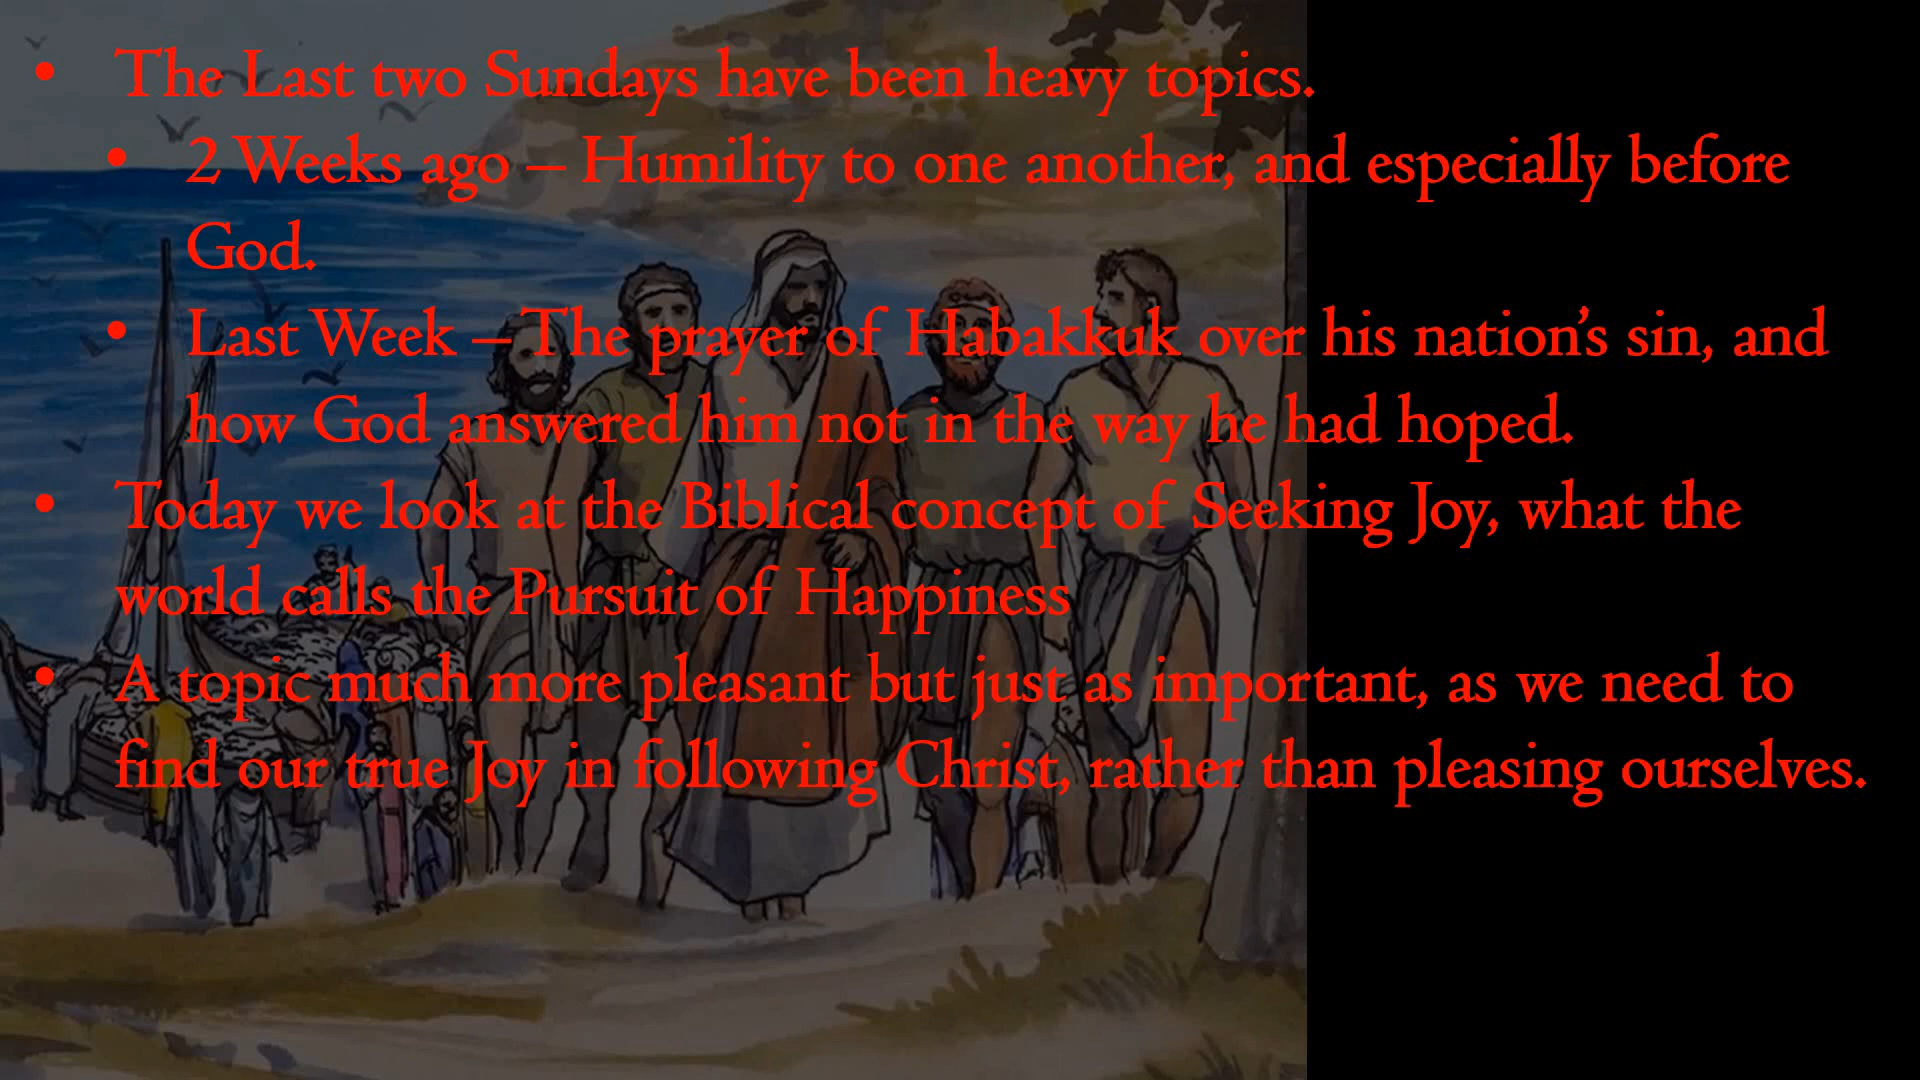 • The Last two Sundays have been heavy topics.
• 2 Weeks ago – Humility to one another, and especially before
God.
• Last Week – The prayer of Habakkuk over his nation’s sin, and
how God answered him not in the way he had hoped.
• Today we look at the Biblical concept of Seeking Joy, what the
world calls the Pursuit of Happiness
• A topic much more pleasant but just as important, as we need to
find our true Joy in following Christ, rather than pleasing ourselves.